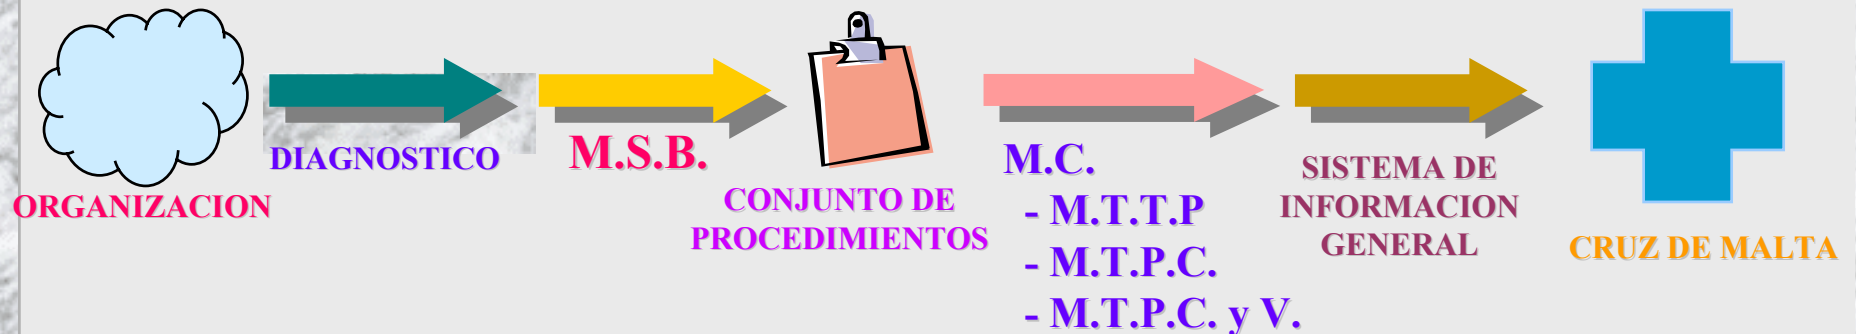 ORGANIZACION
DIAGNOSTICO
M.S.B.
CONJUNTO DE
PROCEDIMIENTOS
M.C.
- M.T.T.P
- M.T.P.C.
- M.T.P.C. y V.
SISTEMA DE
INFORMACION
GENERAL
CRUZ DE MALTA